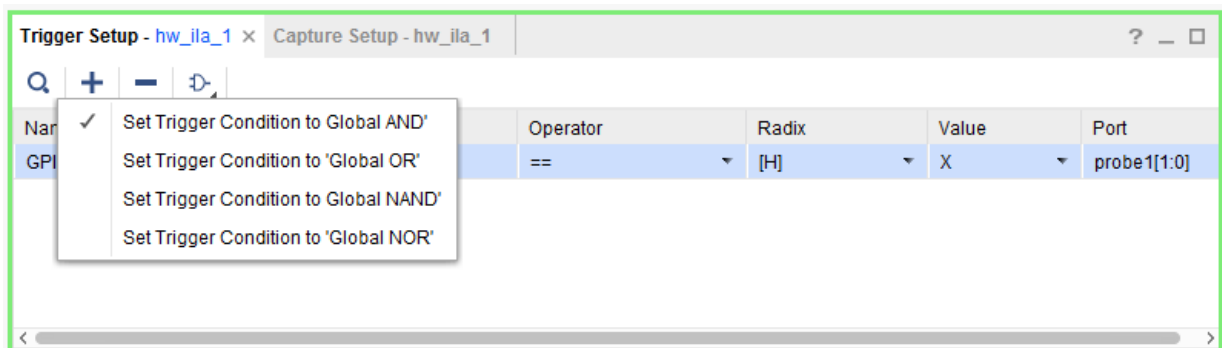 Trigger Setup - hw_ila_1 × Capture Setup - hw_ila_1 ?
Nar Operator Radix Value Port
GPI == [H] X probe1[1:0]
✓ Set Trigger Condition to Global AND'
Set Trigger Condition to 'Global OR'
Set Trigger Condition to Global NAND'
Set Trigger Condition to 'Global NOR'